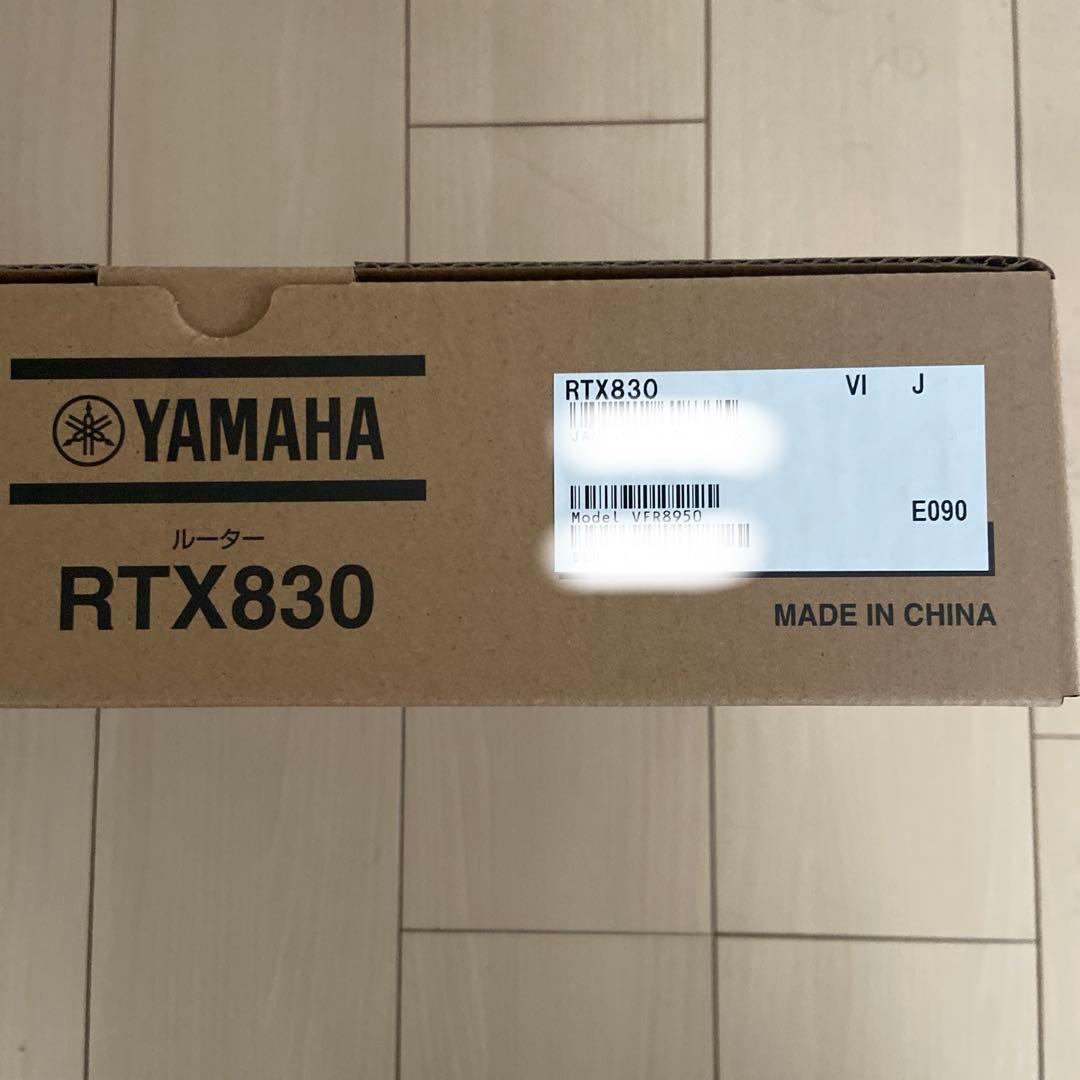 YAMAHA
ルーター
RTX830
RTX830 VI J
Model VFR8950
E090
MADE IN CHINA